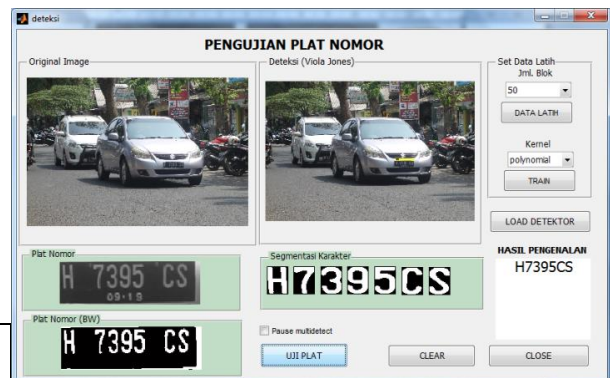 deteksi
PENGUJIAN PLAT NOMOR
Original Image
Deteksi (Viola Jones)
Set Data Latih
Jml. Blok
50
DATA LATIH
Kernel
polynomial
TRAIN
LOAD DETEKTOR
Plat Nomor
H 7395 CS
09·19
Segmentasi Karakter
H7395CS
HASIL PENGENALAN
H7395CS
Plat Nomor (BW)
H 7395 CS
Pause multidetect
UJI PLAT
CLEAR
CLOSE